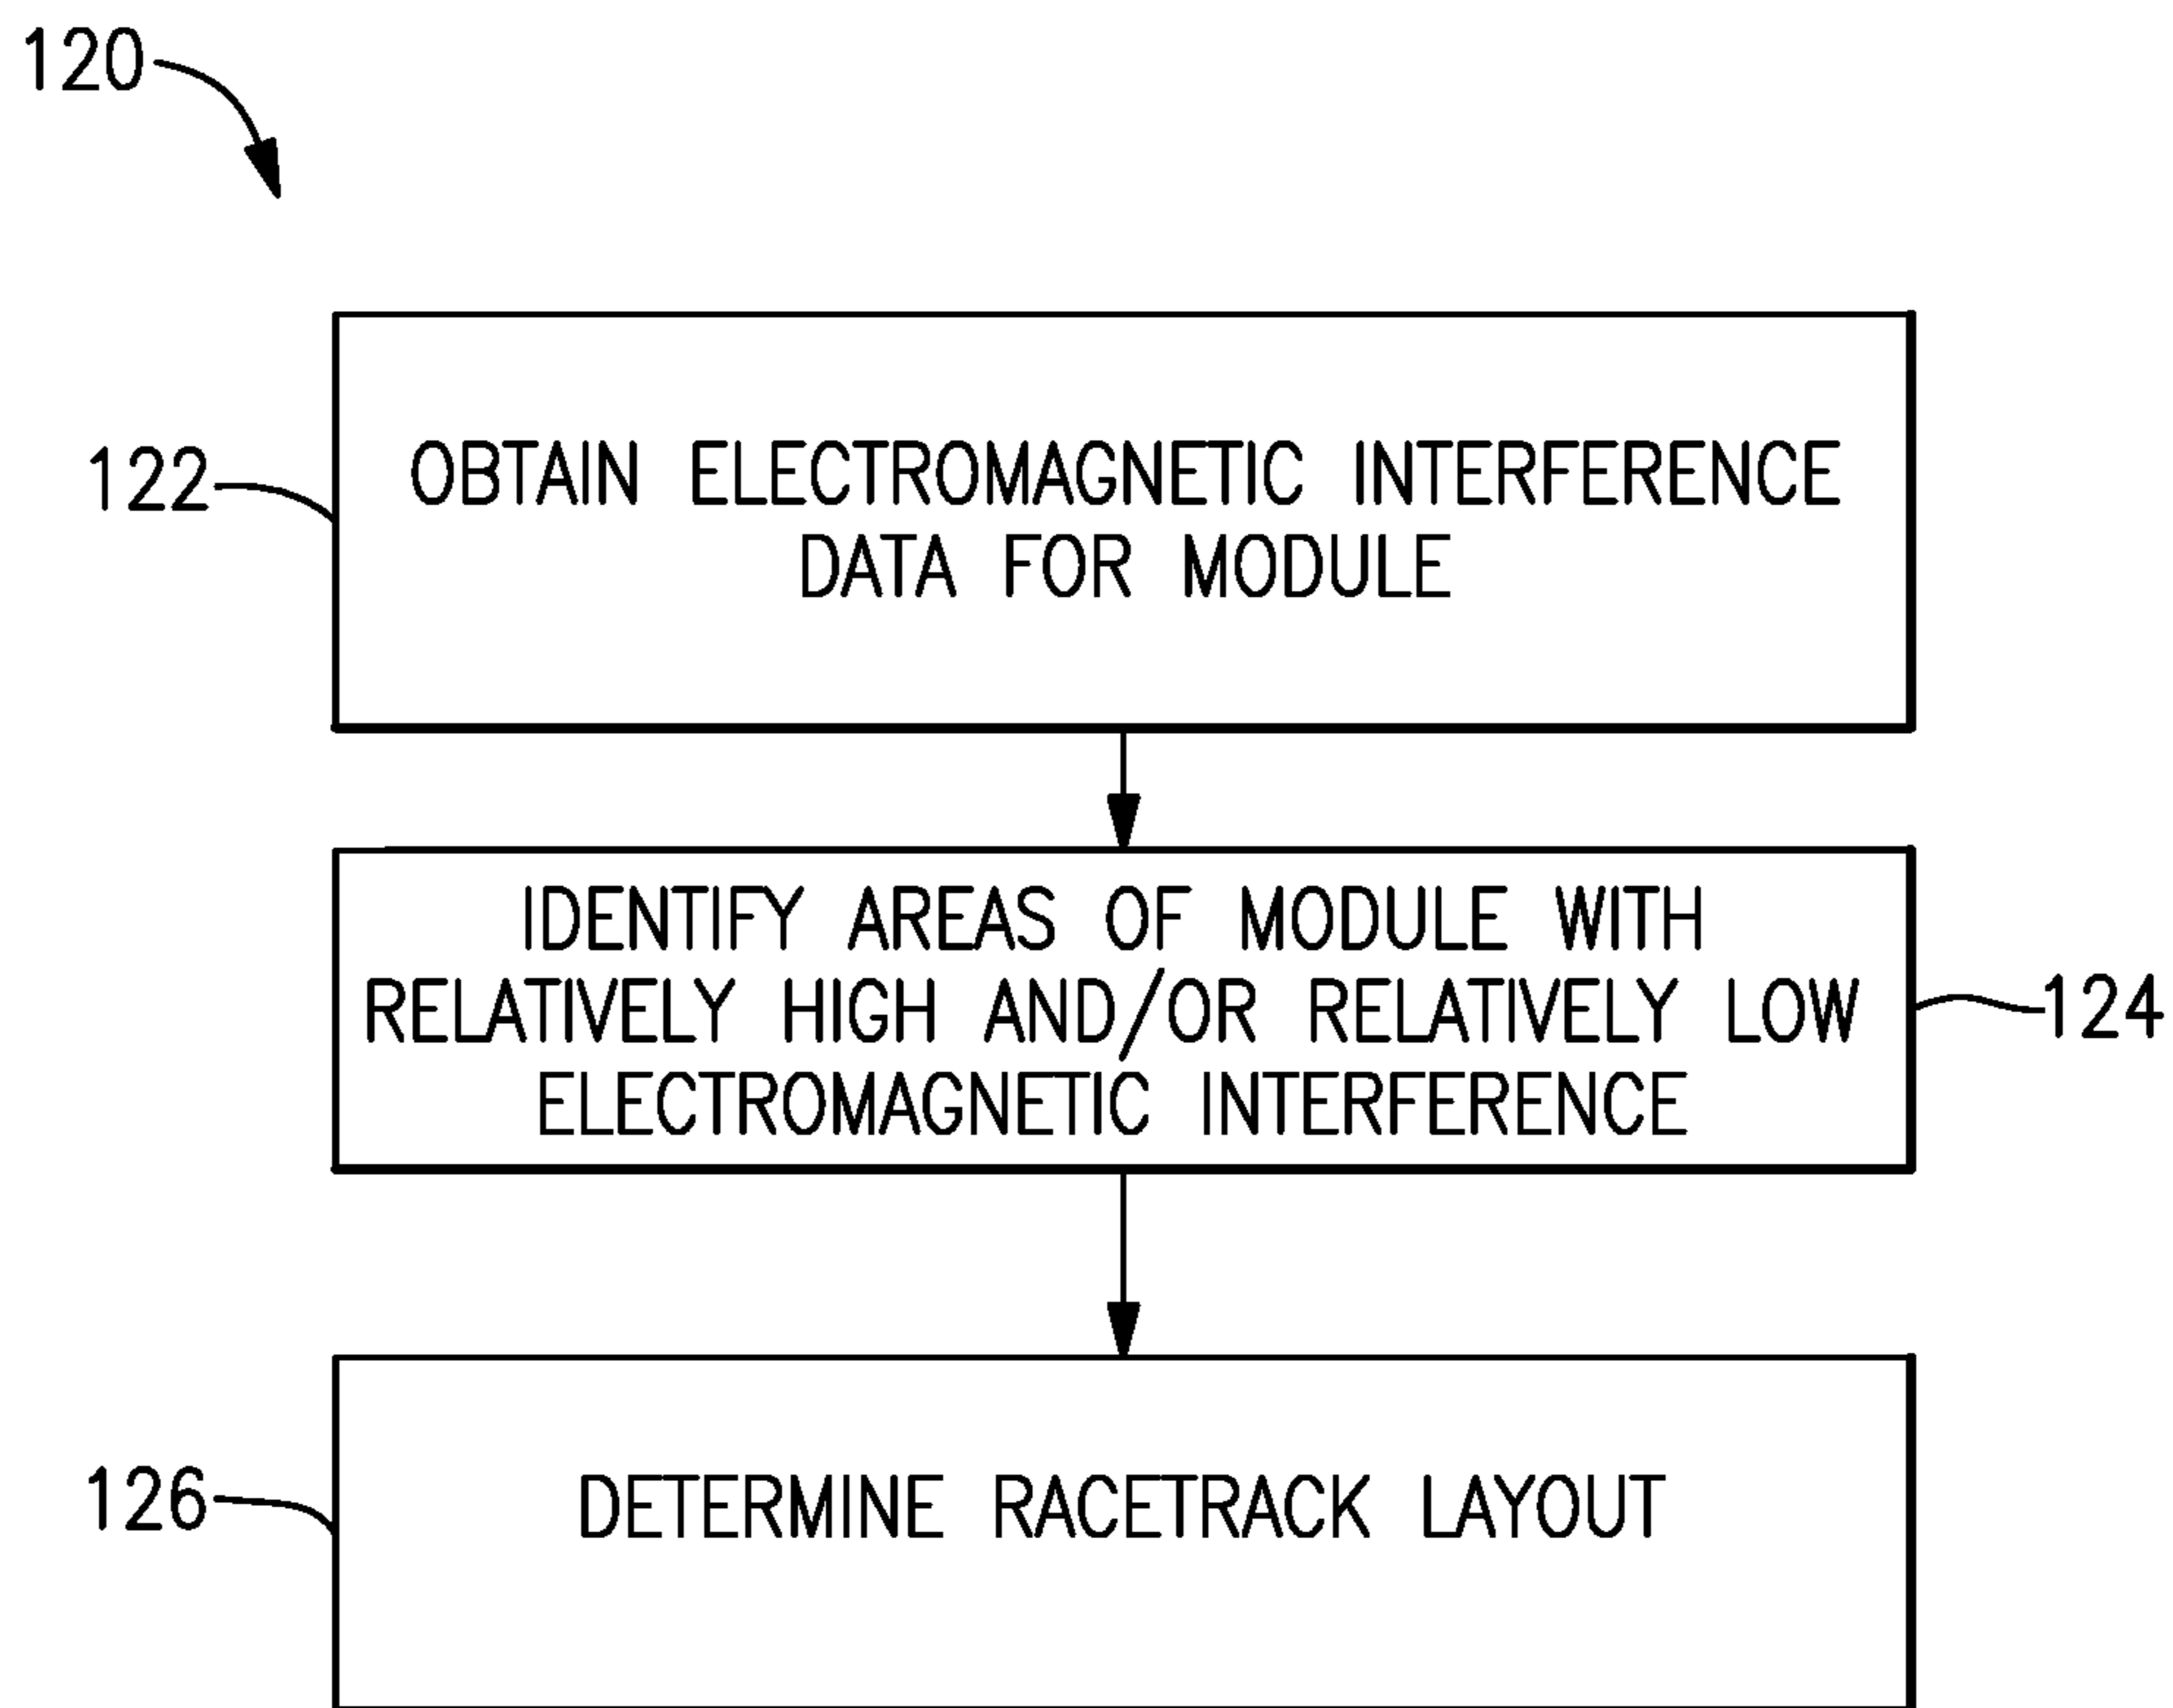 120
122
OBTAIN ELECTROMAGNETIC INTERFERENCE
DATA FOR MODULE
IDENTIFY AREAS OF MODULE WITH
RELATIVELY HIGH AND/OR RELATIVELY LOW
ELECTROMAGNETIC INTERFERENCE
124
126
DETERMINE RACETRACK LAYOUT